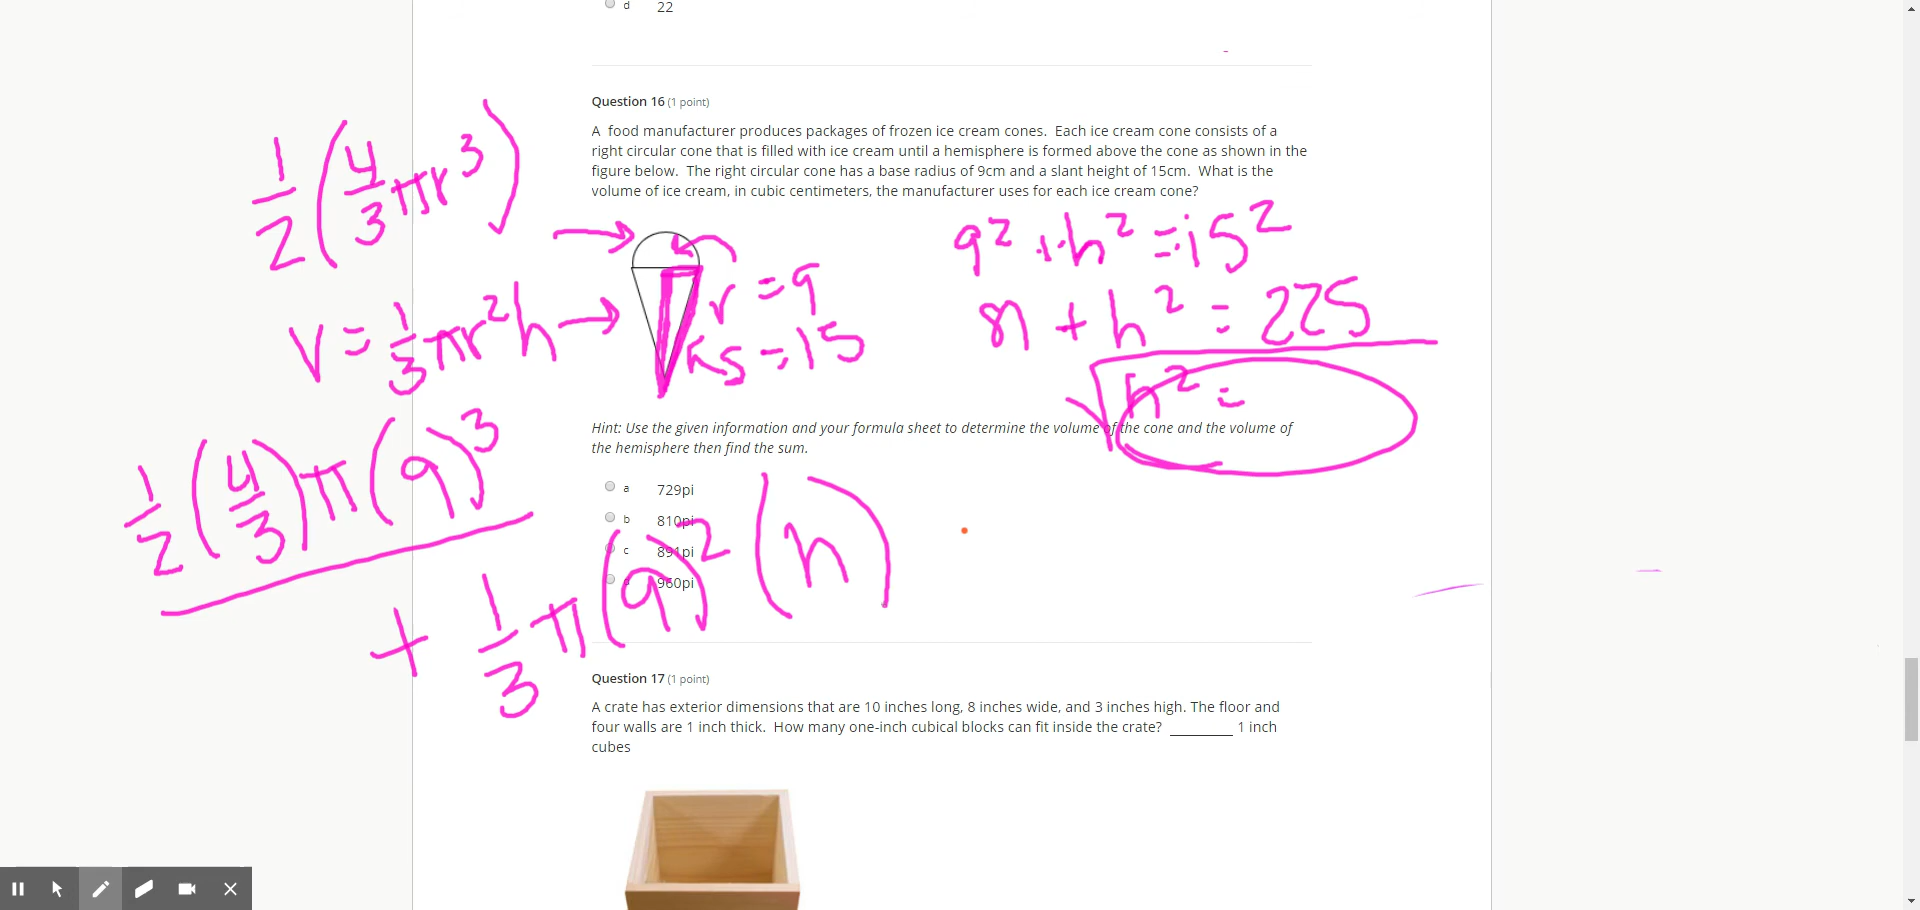 d 22
Question 16 (1 point)
A food manufacturer produces packages of frozen ice cream cones. Each ice cream cone consists of a
right circular cone that is filled with ice cream until a hemisphere is formed above the cone as shown in the
figure below. The right circular cone has a base radius of 9cm and a slant height of 15cm. What is the
volume of ice cream, in cubic centimeters, the manufacturer uses for each ice cream cone?
1/2 (4/3 πr³)
V = 1/3 πr²h
r = 9
hs = 15
9² + h² = 15²
81 + h² = 225
√h² =
Hint: Use the given information and your formula sheet to determine the volume of the cone and the volume of
the hemisphere then find the sum.
a 729pi
b 810pi
c 891pi
d 960pi
1/2 (4/3) π (9)³
+ 1/3 π (9)² (h)
Question 17 (1 point)
A crate has exterior dimensions that are 10 inches long, 8 inches wide, and 3 inches high. The floor and
four walls are 1 inch thick. How many one-inch cubical blocks can fit inside the crate? ________ 1 inch
cubes